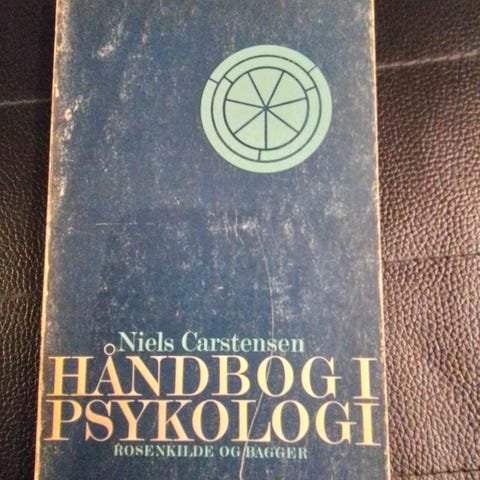 Niels Carstensen
HÅNDBOG I
PSYKOLOGI
ROSENKILDE OG BAGGER